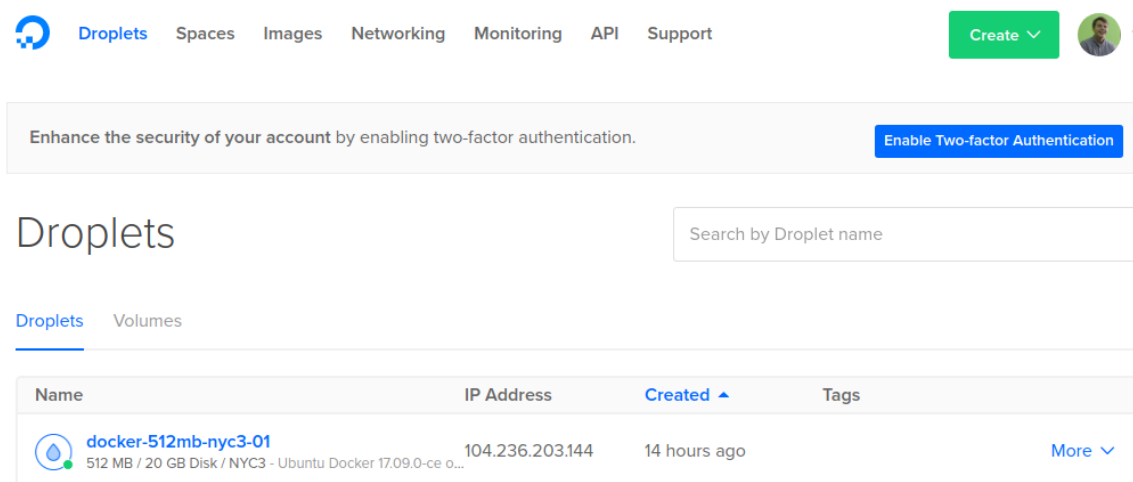 Droplets Spaces Images Networking Monitoring API Support Create
Enhance the security of your account by enabling two-factor authentication. Enable Two-factor Authentication
Droplets Search by Droplet name
Droplets Volumes
Name IP Address Created Tags
docker-512mb-nyc3-01 104.236.203.144 14 hours ago More
512 MB / 20 GB Disk / NYC3 - Ubuntu Docker 17.09.0-ce o...